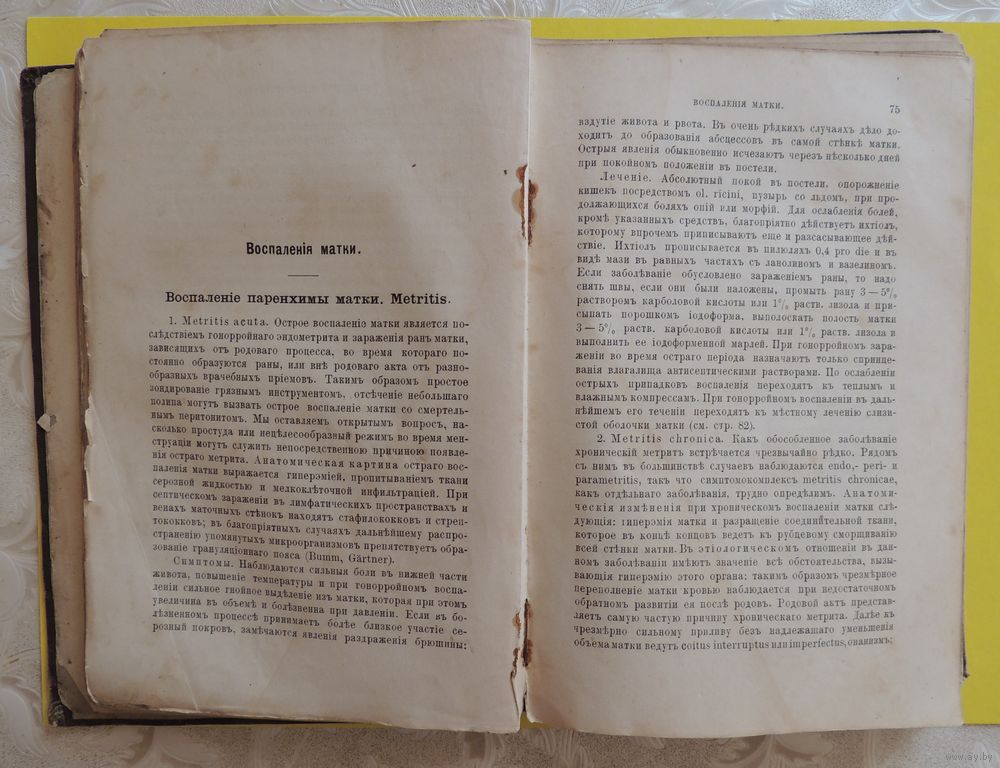 Воспаленія матки.
Воспаленіе паренхимы матки. Metritis.
1. Metritis acuta. Острое воспаленіе матки является по-
слѣдствіемъ гонорройнаго эндометрита и зараженія ранъ матки,
зависящихъ отъ родоваго процесса, во время котораго по-
стоянно образуются раны, или внѣ родоваго акта отъ разно-
образныхъ врачебныхъ пріемовъ. Такимъ образомъ простое
зондированіе грязнымъ инструментомъ, отсѣченіе небольшаго
полипа могутъ вызвать острое воспаленіе матки со смертель-
нымъ перитонитомъ. Мы оставляемъ открытымъ вопросъ, на-
сколько простуда или нецѣлесообразный режимъ во время мен-
струаціи могутъ служить непосредственною причиною появле-
нія остраго метрита. Анатомическая картина остраго вос-
паленія матки выражается гиперэміей, пропитываніемъ ткани
серозной жидкостью и мелкоклѣточной инфильтраціей. При
септическомъ зараженіи въ лимфатическихъ пространствахъ и
венахъ маточныхъ стѣнокъ находятъ стафилококковъ и стреп-
тококковъ; въ благопріятныхъ случаяхъ дальнѣйшему распро-
страненію упомянутыхъ микроорганизмовъ препятствуетъ обра-
зованіе грануляціоннаго пояса (Bumm, Gärtner).
Симптомы. Наблюдаются сильныя боли въ нижней части
живота, повышеніе температуры и при гонорройномъ воспа-
леніи сильное гнойное выдѣленіе изъ матки, которая при этомъ
увеличина въ объемѣ и болѣзненна при давленіи. Если въ бо-
лѣзненномъ процессѣ принимаетъ болѣе близкое участіе се-
розный покровъ, замѣчаются явленія раздраженія брюшины:
ВОСПАЛЕНІЯ МАТКИ. 75
вздутіе живота и рвота. Въ очень рѣдкихъ случаяхъ дѣло до-
ходитъ до образованія абсцессовъ въ самой стѣнкѣ матки.
Острыя явленія обыкновенно исчезаютъ черезъ нѣсколько дней
при покойномъ положеніи въ постели.
Леченіе. Абсолютный покой въ постели, опорожненіе
кишекъ посредствомъ ol. ricini, пузырь со льдомъ, при про-
должающихся боляхъ опій или морфій. Для ослабленія болей,
кромѣ указанныхъ средствъ, благопріятно дѣйствуетъ ихтіолъ,
которому впрочемъ приписываютъ еще и разсасывающее дѣй-
ствіе. Ихтіолъ прописывается въ пилюляхъ 0,4 pro die и въ
видѣ мази въ равныхъ частяхъ съ ланолиномъ и вазелиномъ.
Если заболѣваніе обусловлено зараженіемъ раны, то надо
снять швы, если они были наложены, промыть рану 3 — 5%
растворомъ карболовой кислоты или 1% раств. лизола и при-
сыпать порошкомъ іодоформа, выполоскать полость матки
3 — 5% раств. карболовой кислоты или 1% раств. лизола и
выполнить ее іодоформенной марлей. При гонорройномъ зара-
женіи во время остраго періода назначаютъ только спринце-
ванія влагалища антисептическими растворами. По ослабленіи
острыхъ припадковъ воспаленія переходятъ къ теплымъ и
влажнымъ компрессамъ. При гонорройномъ воспаленіи въ даль-
нѣйшемъ его теченіи переходятъ къ мѣстному леченію слизи-
стой оболочки матки (см. стр. 82).
2. Metritis chronica. Какъ обособленное заболѣваніе
хроническій метритъ встрѣчается чрезвычайно рѣдко. Рядомъ
съ нимъ въ большинствѣ случаевъ наблюдаются endo,- peri- и
parametritis, такъ что симптомокомплексъ metritis chronicae,
какъ отдѣльнаго заболѣванія, трудно опредѣлимъ. Анатоми-
ческія измѣненія при хроническомъ воспаленіи матки слѣ-
дующія: гиперэмія матки и разращеніе соединительной ткани,
которое въ концѣ концовъ ведетъ къ рубцевому сморщиванію
всей стѣнки матки. Въ этіологическомъ отношеніи въ дан-
номъ заболѣваніи имѣютъ значеніе всѣ обстоятельства, вызы-
вающія гиперэмію этого органа; такимъ образомъ чрезмѣрное
переполненіе матки кровью наблюдается при недостаточномъ
обратномъ развитіи ея послѣ родовъ. Родовой актъ представ-
ляетъ самую частую причину хроническаго метрита. Далѣе къ
чрезмѣрно сильному приливу безъ надлежащаго уменьшенія
объема матки ведутъ coitus interruptus или imperfectus, онанизмъ;
www.ay.by